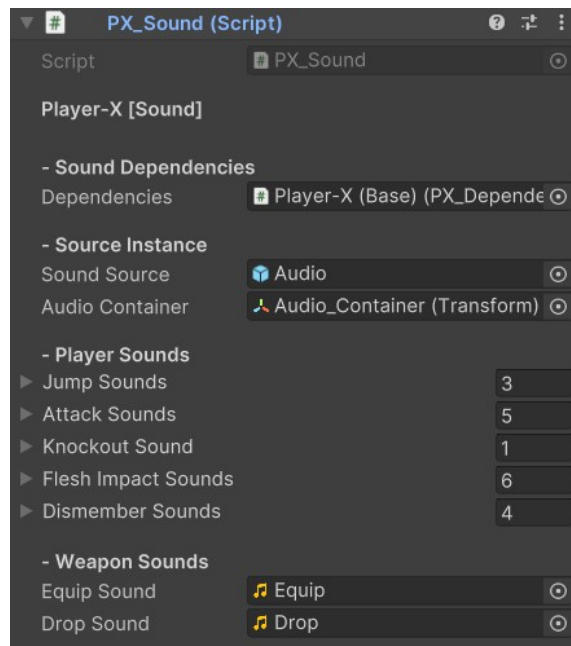 # PX_Sound (Script)
Script # PX_Sound
Player-X [Sound]
- Sound Dependencies
Dependencies # Player-X (Base) (PX_Depende
- Source Instance
Sound Source Audio
Audio Container Audio_Container (Transform)
- Player Sounds
Jump Sounds 3
Attack Sounds 5
Knockout Sound 1
Flesh Impact Sounds 6
Dismember Sounds 4
- Weapon Sounds
Equip Sound Equip
Drop Sound Drop